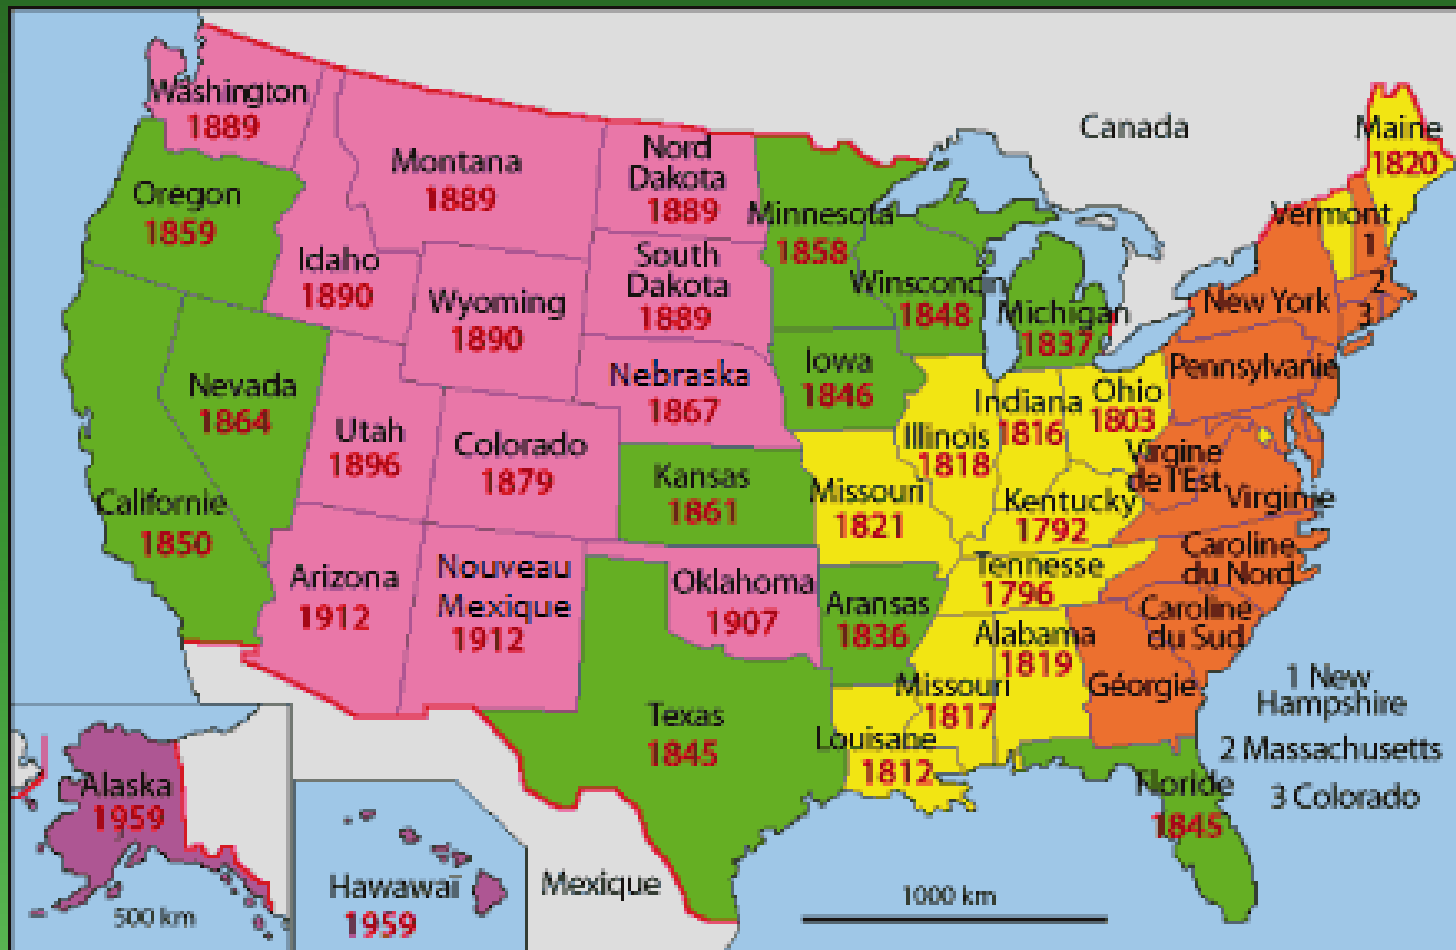 Washington
1889
Montana
1889
Nord
Dakota
1889
Canada
Maine
1820
Oregon
1859
Minnesota
1858
Vermont
1
Idaho
1890
Wyoming
1890
South
Dakota
1889
Winsconcin
1848
Michigan
1837
New York
2
3
Nevada
1864
Nebraska
1867
Iowa
1846
Pennsylvanie
Utah
1896
Colorado
1879
Indiana
1816
Ohio
1803
Illinois
1818
Virgine
de l'Est
Virginie
Californie
1850
Kansas
1861
Missouri
1821
Kentucky
1792
Caroline
du Nord
Arizona
1912
Nouveau
Mexique
1912
Oklahoma
1907
Aransas
1836
Tennesse
1796
Caroline
du Sud
Alabama
1819
Missouri
1817
Géorgie
Texas
1845
Louisane
1812
Floride
1845
1 New
Hampshire
2 Massachusetts
3 Colorado
Alaska
1959
500 km
Hawawaï
1959
Mexique
1000 km